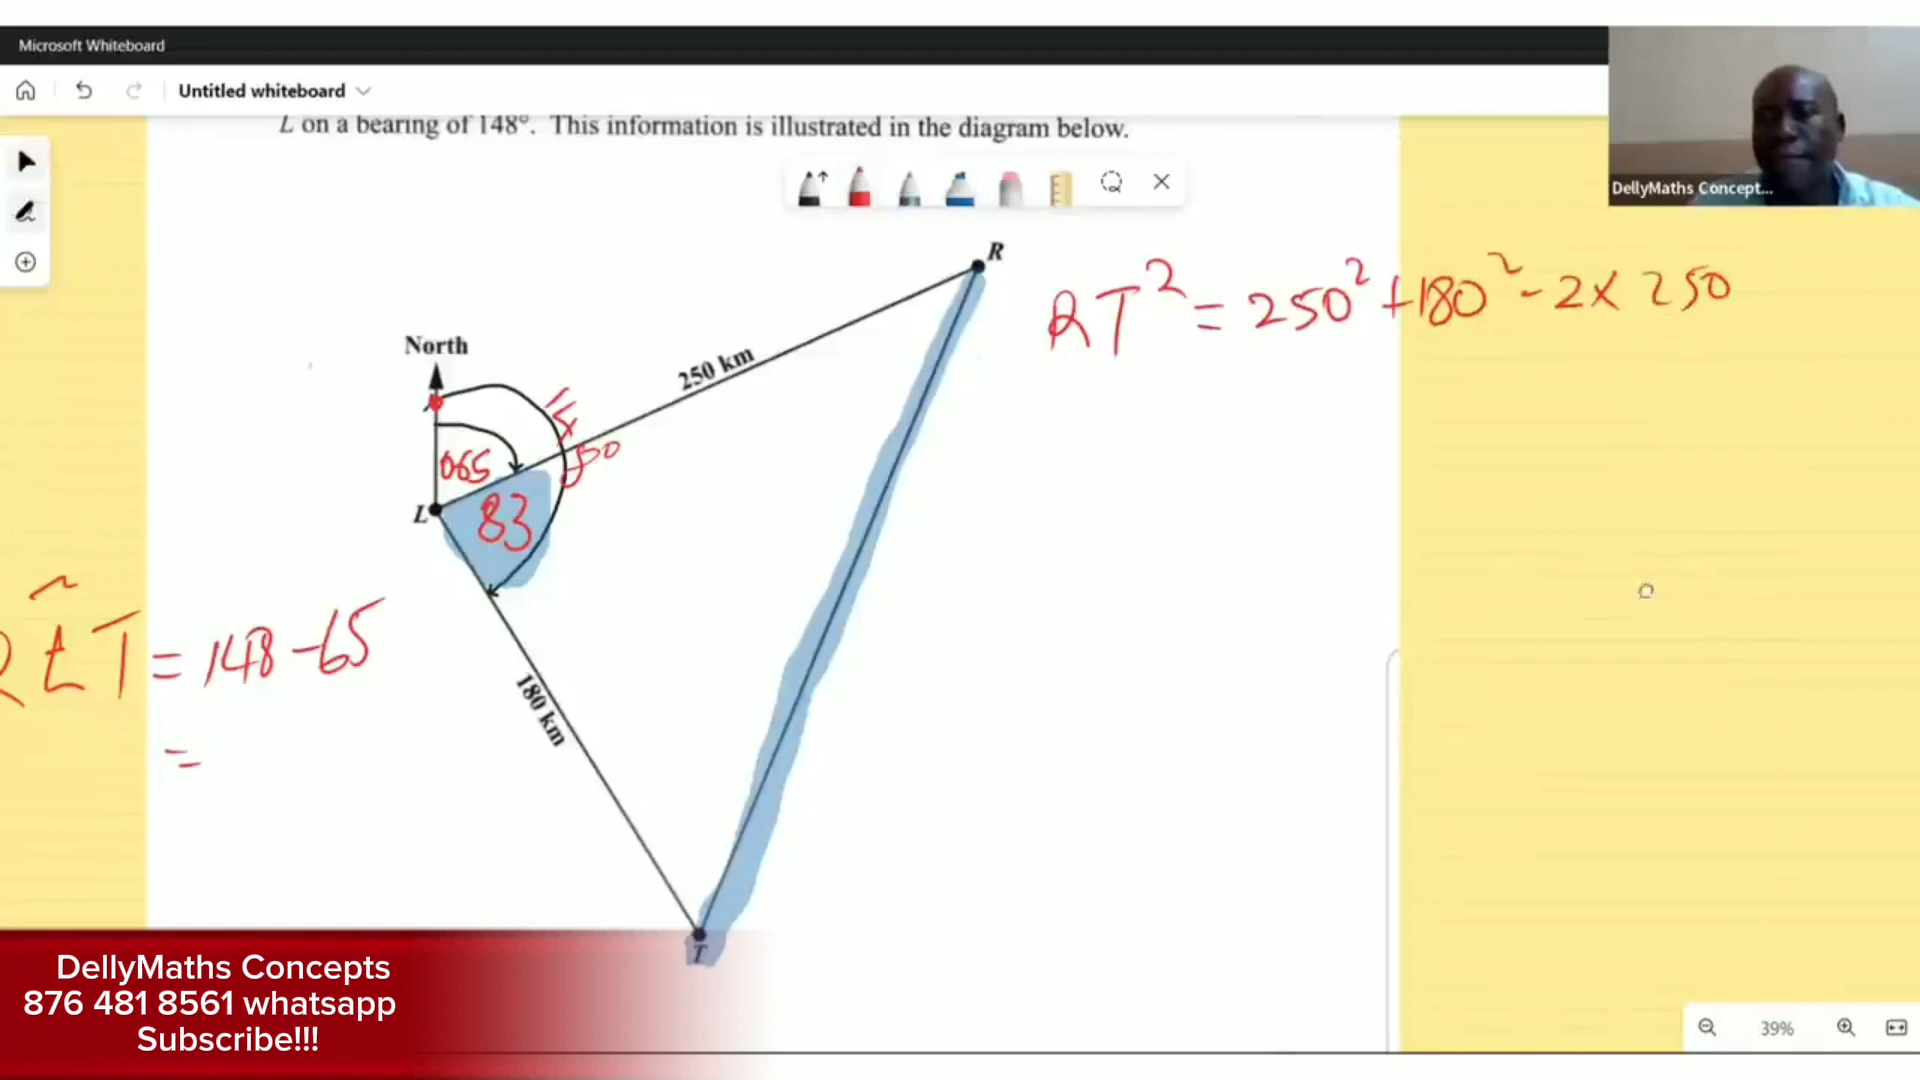 Microsoft Whiteboard
Untitled whiteboard
L on a bearing of 148°. This information is illustrated in the diagram below.
DellyMaths Concept...
R
RT² = 250² + 180² - 2 x 250
North
250 km
065
L
83
RLT = 148 - 65
=
180 km
T
DellyMaths Concepts
876 481 8561 whatsapp
Subscribe!!!
39%